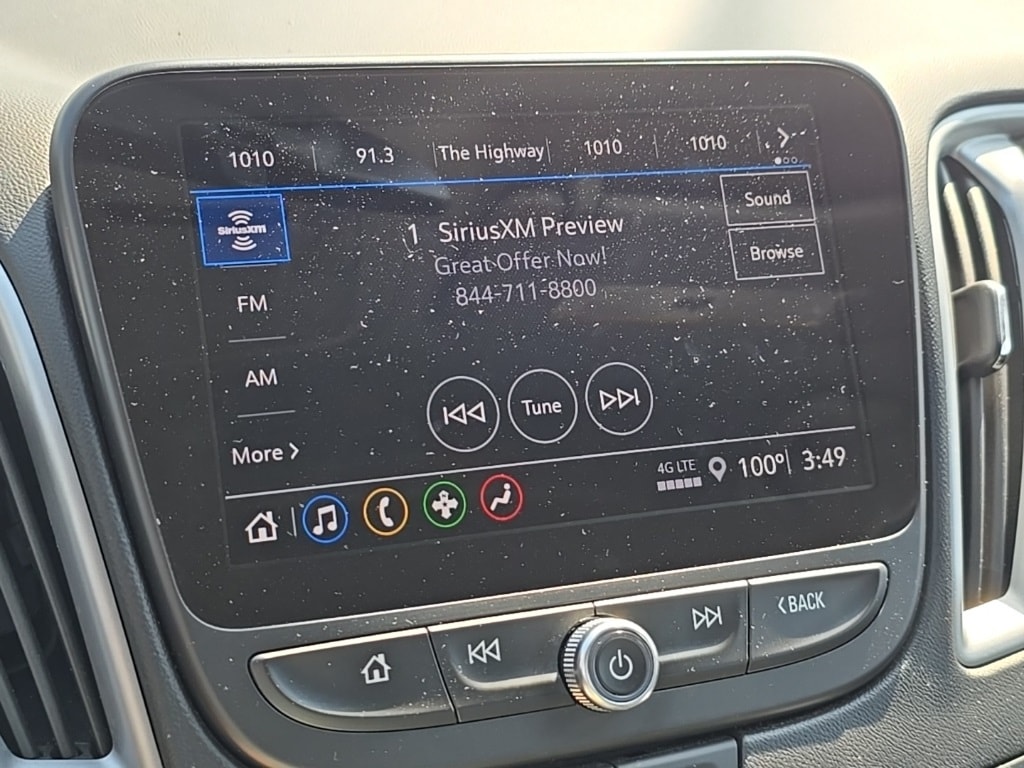 1010 91.3 The Highway 1010 1010
SiriusXM
1 SiriusXM Preview
Great Offer Now!
844-711-8800
Sound
Browse
FM
AM
More
Tune
4G LTE
100° 3:49
BACK